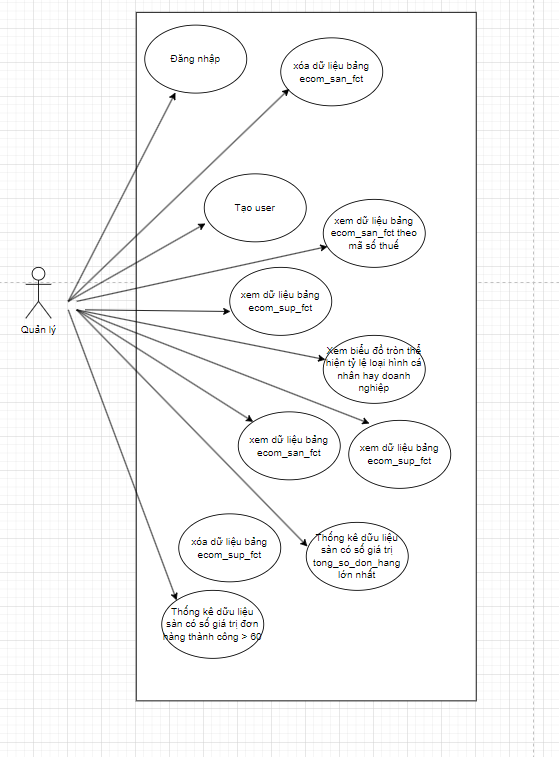 Đăng nhập
xóa dữ liệu bảng
ecom_san_fct
Tạo user
xem dữ liệu bảng
ecom_san_fct theo
mã số thuế
xem dữ liệu bảng
ecom_sup_fct
Quản lý
Xem biểu đồ tròn thể
hiện tỷ lệ loại hình cá
nhân hay doanh
nghiệp
xem dữ liệu bảng
ecom_san_fct
xem dữ liệu bảng
ecom_sup_fct
xóa dữ liệu bảng
ecom_sup_fct
Thống kê dữu liệu
sàn có số giá trị
tong_so_don_hang
lớn nhất
Thống kê dữu liệu
sàn có số giá trị đơn
hàng thành công > 60